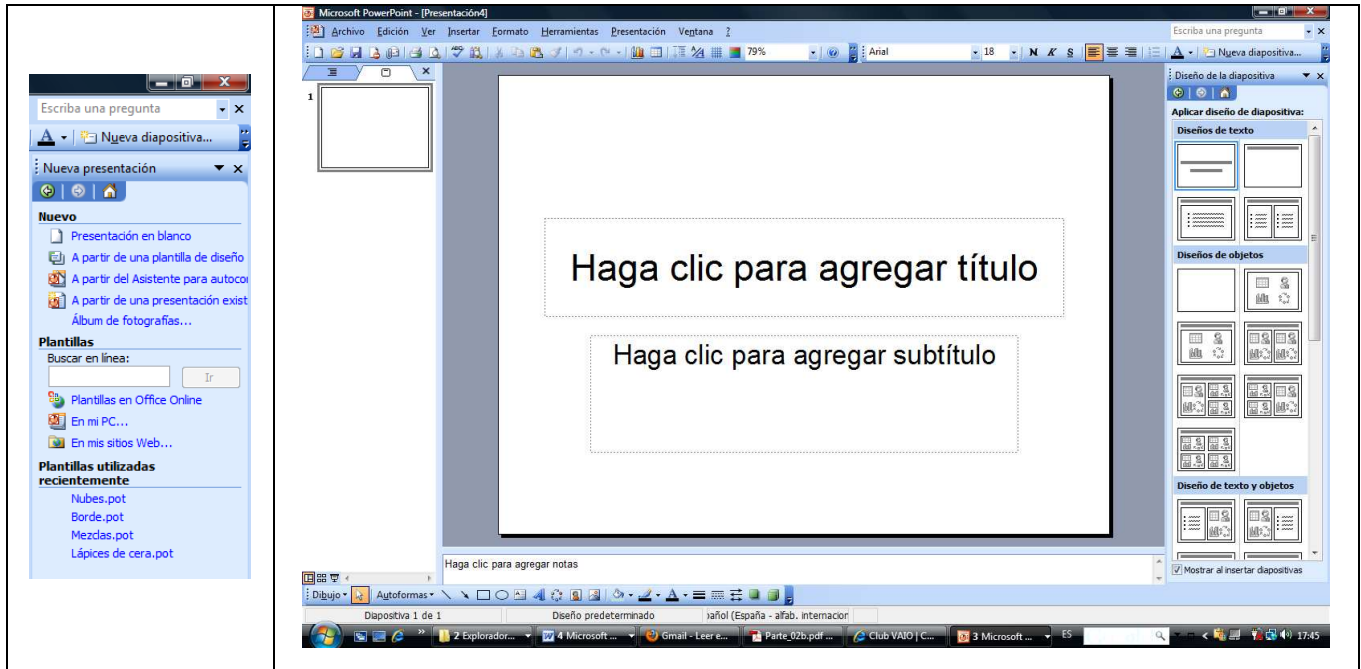 Escriba una pregunta
A Nueva diapositiva...
Nueva presentación
Nuevo
Presentación en blanco
A partir de una plantilla de diseño
A partir del Asistente para autocon
A partir de una presentación exist
Álbum de fotografías...
Plantillas
Buscar en línea:
Ir
Plantillas en Office Online
En mi PC...
En mis sitios Web...
Plantillas utilizadas
recientemente
Nubes.pot
Borde.pot
Mezclas.pot
Lápices de cera.pot
Microsoft PowerPoint - [Presentación4]
Archivo Edición Ver Insertar Formato Herramientas Presentación Ventana ?
Escriba una pregunta
79% Arial 18 N K S A Nueva diapositiva...
Diseño de la diapositiva
1
Aplicar diseño de diapositiva:
Diseños de texto
Haga clic para agregar título
Haga clic para agregar subtítulo
Diseños de objetos
Diseño de texto y objetos
Haga clic para agregar notas
Mostrar al insertar diapositivas
Dibujo Autoformas A
Diapositiva 1 de 1 Diseño predeterminado añol (España - alfab. internacion
2 Explorador... 4 Microsoft ... Gmail - Leer e... Parte_02b.pdf ... Club VAIO | C... 3 Microsoft ... ES 17:45